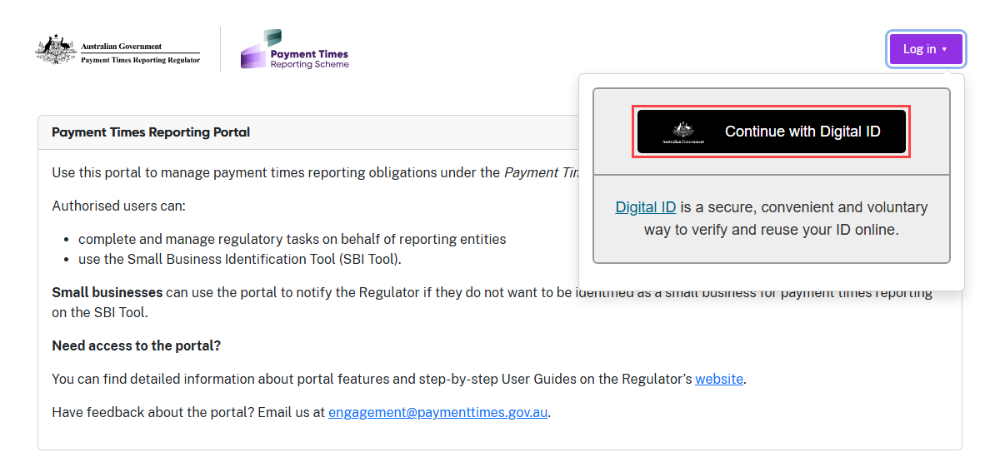 Australian Government
Payment Times Reporting Regulator
Payment Times
Reporting Scheme
Log in
Australian Government
Continue with Digital ID
Digital ID is a secure, convenient and voluntary
way to verify and reuse your ID online.
Payment Times Reporting Portal
Use this portal to manage payment times reporting obligations under the Payment
Authorised users can:
• complete and manage regulatory tasks on behalf of reporting entities
• use the Small Business Identification Tool (SBI Tool).
Small businesses can use the portal to notify the Regulator if they do not want to be identified as a small business for payment times reporting
on the SBI Tool.
Need access to the portal?
You can find detailed information about portal features and step-by-step User Guides on the Regulator’s website.
Have feedback about the portal? Email us at engagement@paymenttimes.gov.au.